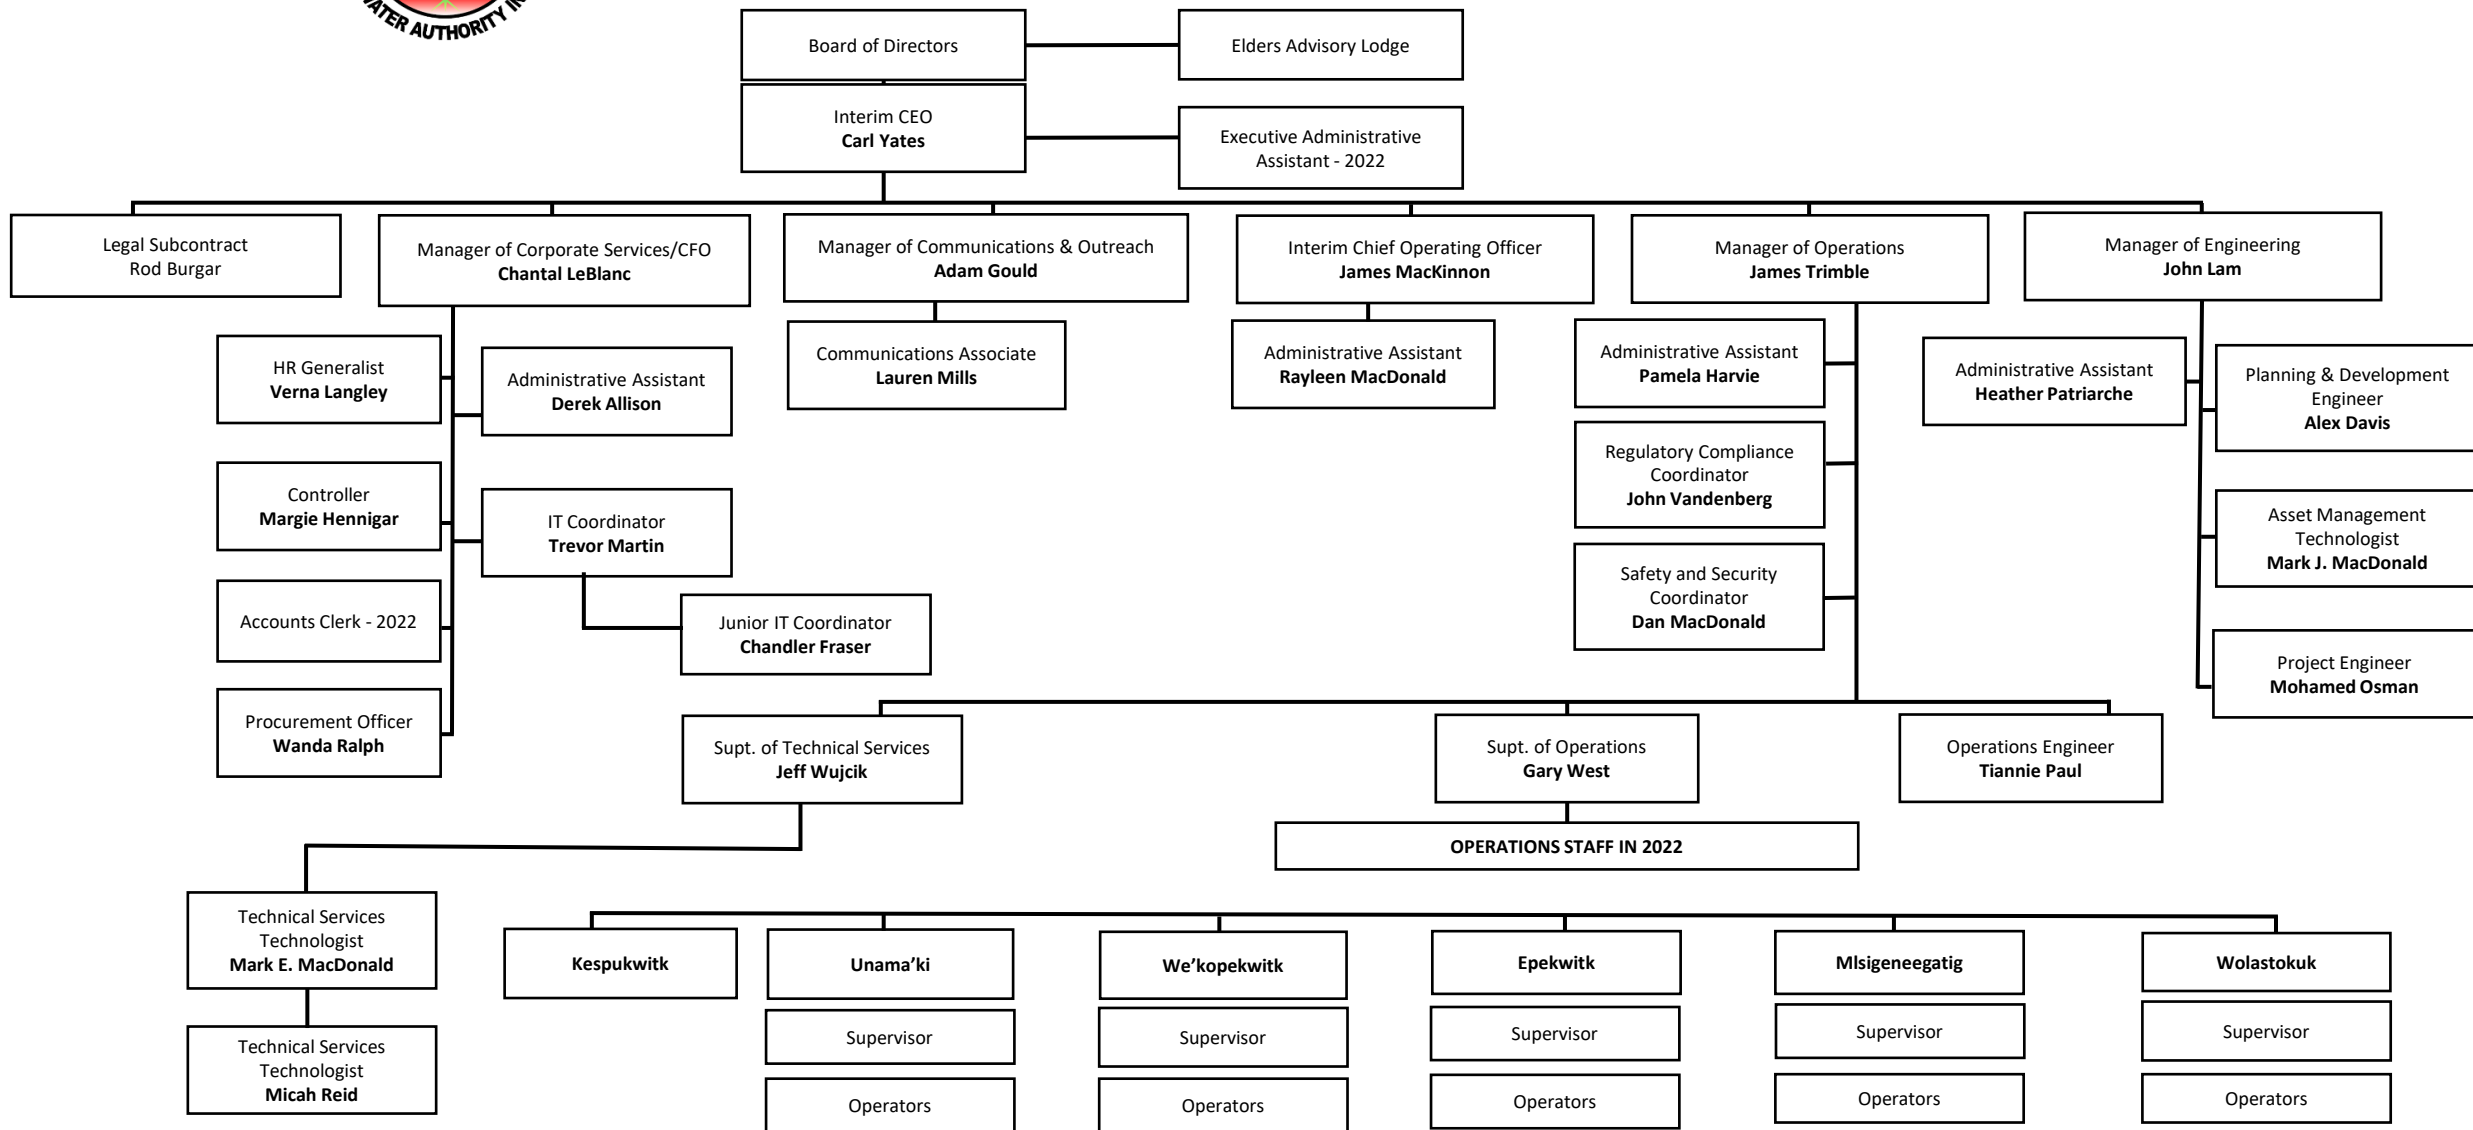 WATER AUTHORITY IN
Board of Directors
Elders Advisory Lodge
Interim CEO
Carl Yates
Executive Administrative
Assistant - 2022
Legal Subcontract
Rod Burgar
Manager of Corporate Services/CFO
Chantal LeBlanc
Manager of Communications & Outreach
Adam Gould
Interim Chief Operating Officer
James MacKinnon
Manager of Operations
James Trimble
Manager of Engineering
John Lam
HR Generalist
Verna Langley
Administrative Assistant
Derek Allison
Communications Associate
Lauren Mills
Administrative Assistant
Rayleen MacDonald
Administrative Assistant
Pamela Harvie
Administrative Assistant
Heather Patriarche
Planning & Development
Engineer
Alex Davis
Controller
Margie Hennigar
IT Coordinator
Trevor Martin
Regulatory Compliance
Coordinator
John Vandenberg
Asset Management
Technologist
Mark J. MacDonald
Accounts Clerk - 2022
Junior IT Coordinator
Chandler Fraser
Safety and Security
Coordinator
Dan MacDonald
Project Engineer
Mohamed Osman
Procurement Officer
Wanda Ralph
Supt. of Technical Services
Jeff Wujcik
Supt. of Operations
Gary West
Operations Engineer
Tiannie Paul
OPERATIONS STAFF IN 2022
Technical Services
Technologist
Mark E. MacDonald
Kespukwitk
Unama’ki
We’kopekwitk
Epekwitk
Mlsigeneegatig
Wolastokuk
Supervisor
Supervisor
Supervisor
Supervisor
Supervisor
Technical Services
Technologist
Micah Reid
Operators
Operators
Operators
Operators
Operators